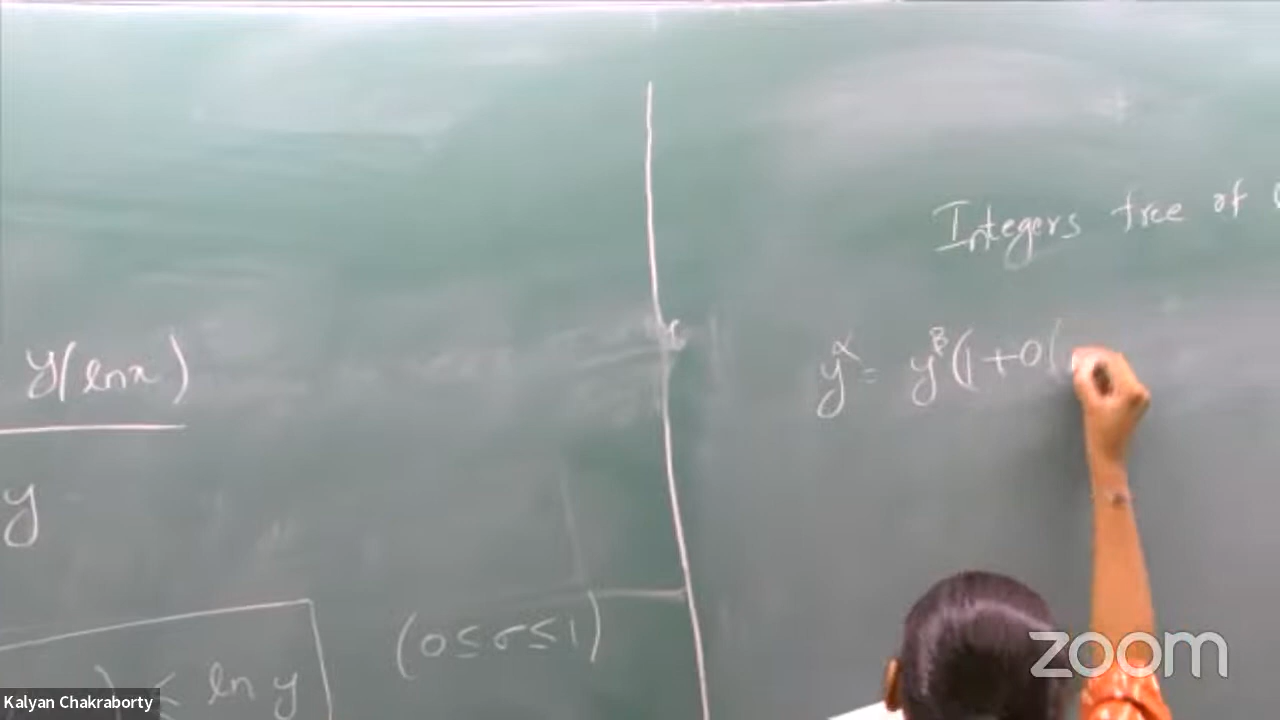 y(ln x)
y
) ≤ ln y
(0 ≤ σ ≤ 1)
Integers free of
y^α = y^β (1 + O(
Kalyan Chakraborty
zoom